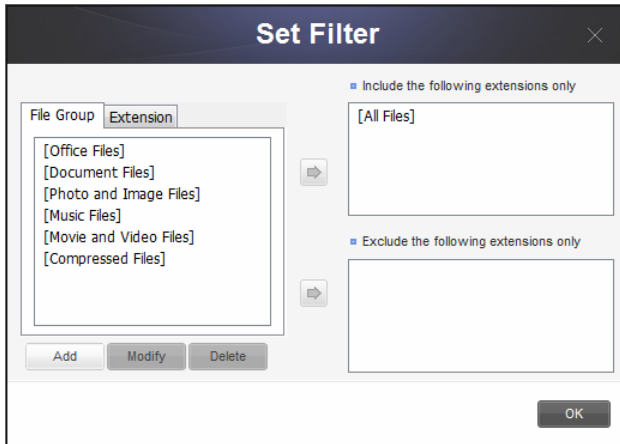 Set Filter
File Group
Extension
[Office Files]
[Document Files]
[Photo and Image Files]
[Music Files]
[Movie and Video Files]
[Compressed Files]
Add
Modify
Delete
Include the following extensions only
[All Files]
Exclude the following extensions only
OK